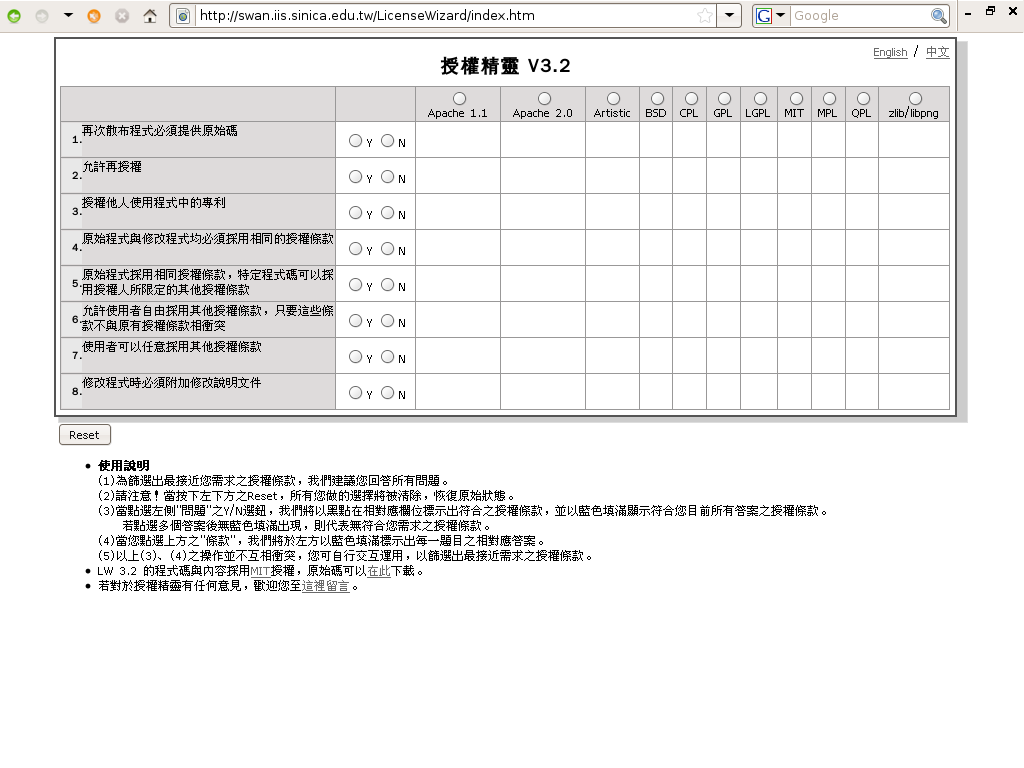 http://swan.iis.sinica.edu.tw/LicenseWizard/index.htm
Google
English / 中文
授權精靈 V3.2
Apache 1.1 Apache 2.0 Artistic BSD CPL GPL LGPL MIT MPL QPL zlib/libpng
1. 再次散布程式必須提供原始碼 Y N
2. 允許再授權 Y N
3. 授權他人使用程式中的專利 Y N
4. 原始程式與修改程式均必須採用相同的授權條款 Y N
5. 原始程式採用相同授權條款，特定程式碼可以採
用授權人所限定的其他授權條款 Y N
6. 允許使用者自由採用其他授權條款，只要這些條
款不與原有授權條款相衝突 Y N
7. 使用者可以任意採用其他授權條款 Y N
8. 修改程式時必須附加修改說明文件 Y N
Reset
使用說明
(1)為篩選出最接近您需求之授權條款，我們建議您回答所有問題。
(2)請注意！當按下左下方之Reset，所有您做的選擇將被清除，恢復原始狀態。
(3)當點選左側"問題"之Y/N選鈕，我們將以黑點在相對應欄位標示出符合之授權條款，並以藍色填滿顯示符合您目前所有答案之授權條款。
若點選多個答案後無藍色填滿出現，則代表無符合您需求之授權條款。
(4)當您點選上方之"條款"，我們將於左方以藍色填滿標示出每一題目之相對應答案。
(5)以上(3)、(4)之操作並不互相衝突，您可自行交互運用，以篩選出最接近需求之授權條款。
LW 3.2 的程式碼與內容採用MIT授權，原始碼可以在此下載。
若對於授權精靈有任何意見，歡迎您至這裡留言。